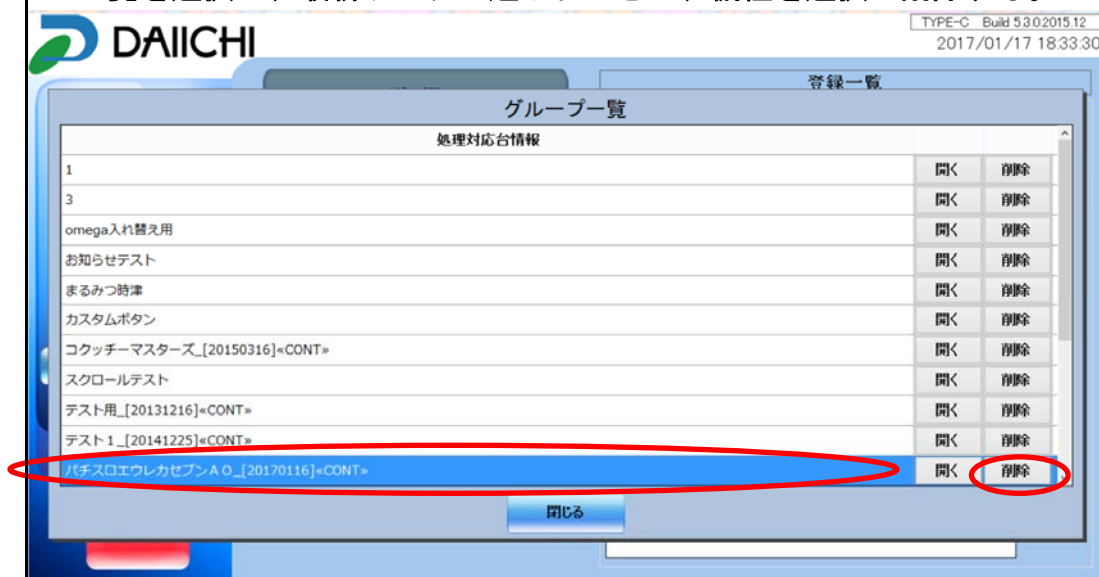 TYPE-C Build 5.3.0.2015.12
DAIICHI
2017/01/17 18:33:30
登録一覧
グループ一覧
処理対応台情報
1 開く 削除
3 開く 削除
omega入れ替え用 開く 削除
お知らせテスト 開く 削除
まるみつ時津 開く 削除
カスタムボタン 開く 削除
コクッチーマスターズ_[20150316]«CONT» 開く 削除
スクロールテスト 開く 削除
テスト用_[20131216]«CONT» 開く 削除
テスト1_[20141225]«CONT» 開く 削除
パチスロエウレカセブンAO_[20170116]«CONT» 開く 削除
閉じる